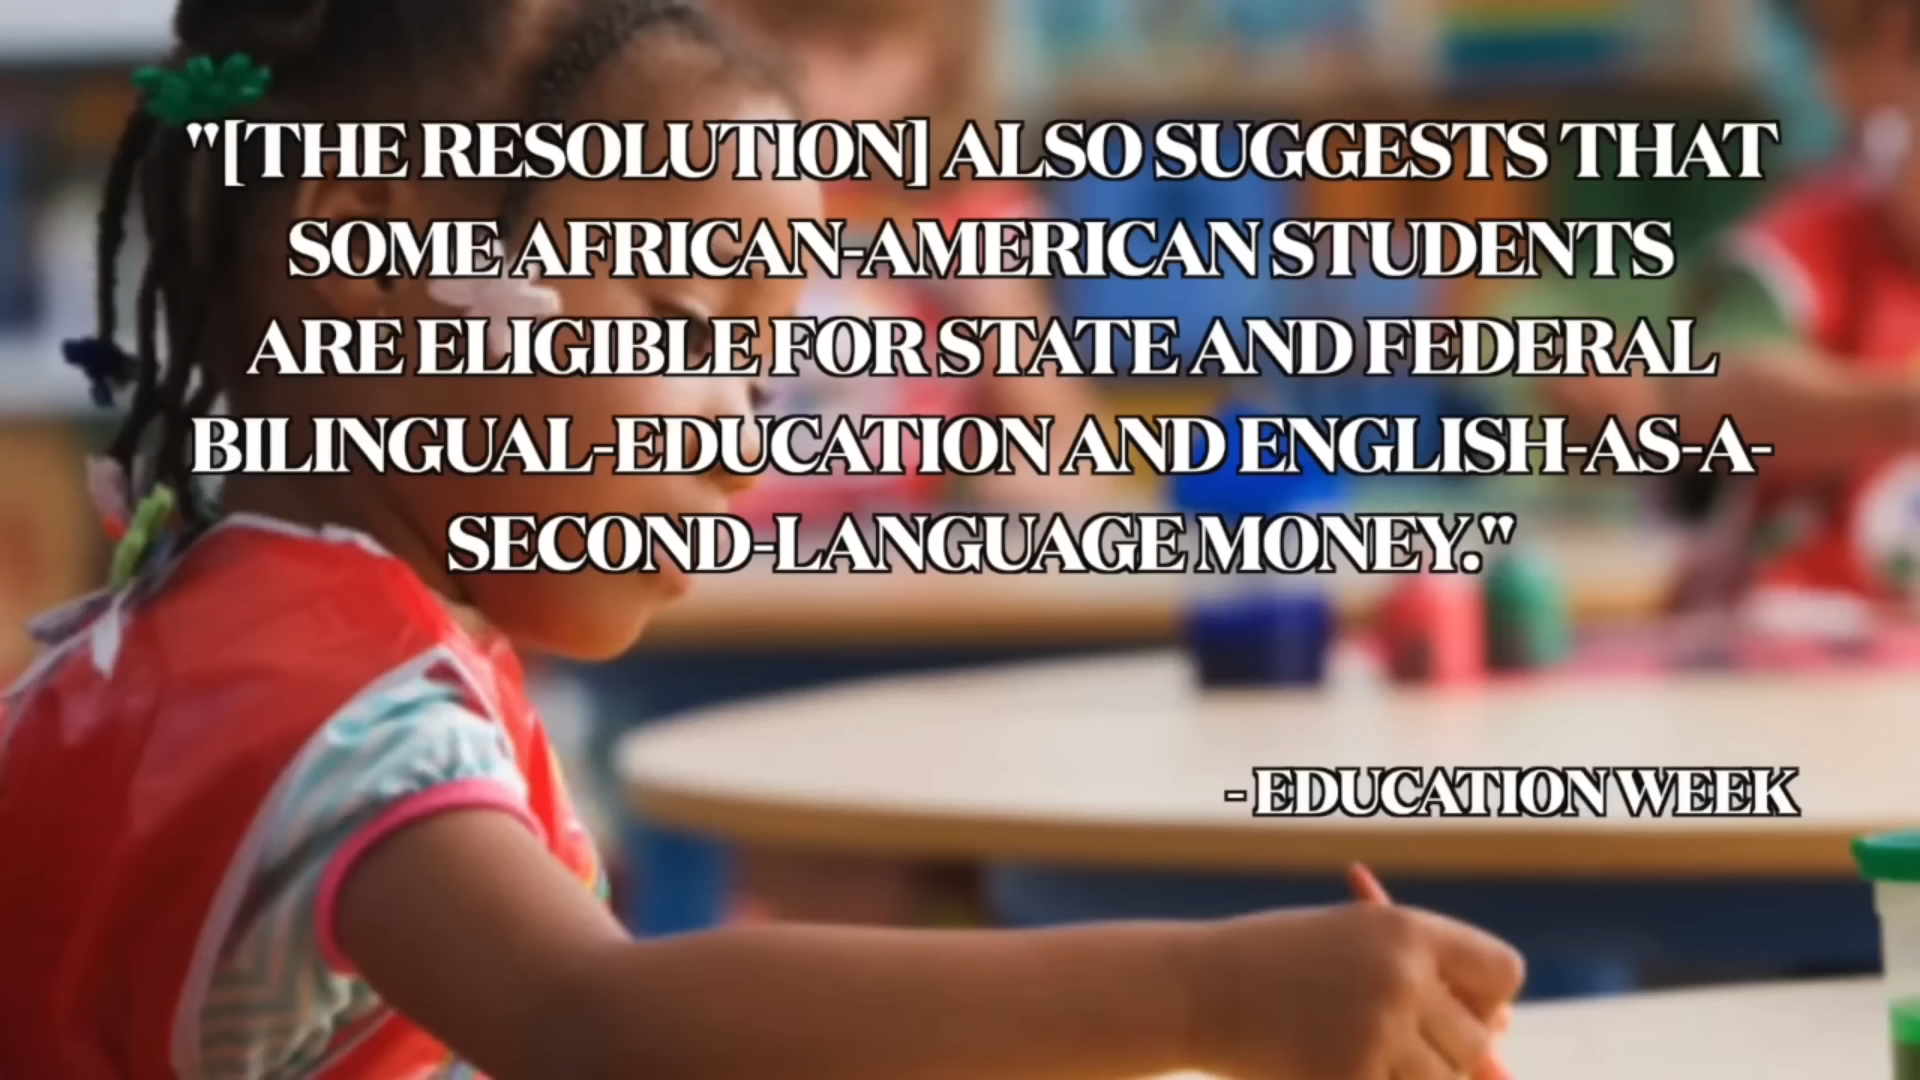 "[THE RESOLUTION] ALSO SUGGESTS THAT
SOME AFRICAN-AMERICAN STUDENTS
ARE ELIGIBLE FOR STATE AND FEDERAL
BILINGUAL-EDUCATION AND ENGLISH-AS-A-
SECOND-LANGUAGE MONEY."
- EDUCATION WEEK